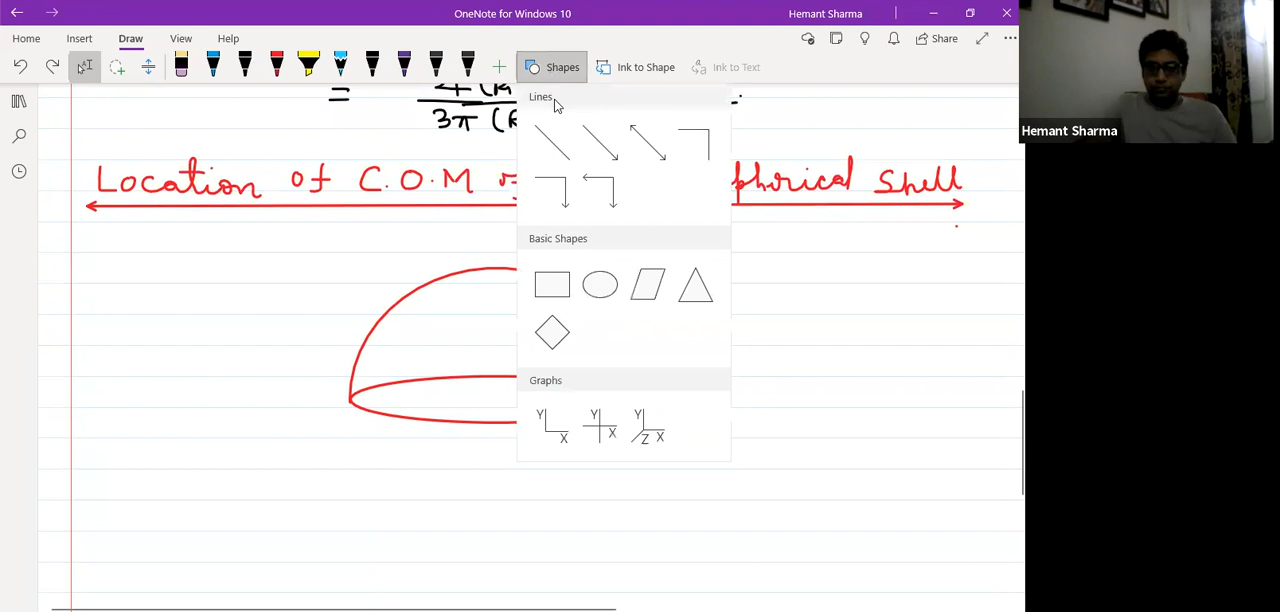 OneNote for Windows 10
Hemant Sharma
Home Insert Draw View Help
Share
Shapes Ink to Shape Ink to Text
Lines
= 4
3π
Location of C.O.M
pherical Shell
Hemant Sharma
Basic Shapes
Graphs
Y X Y X Y Z X